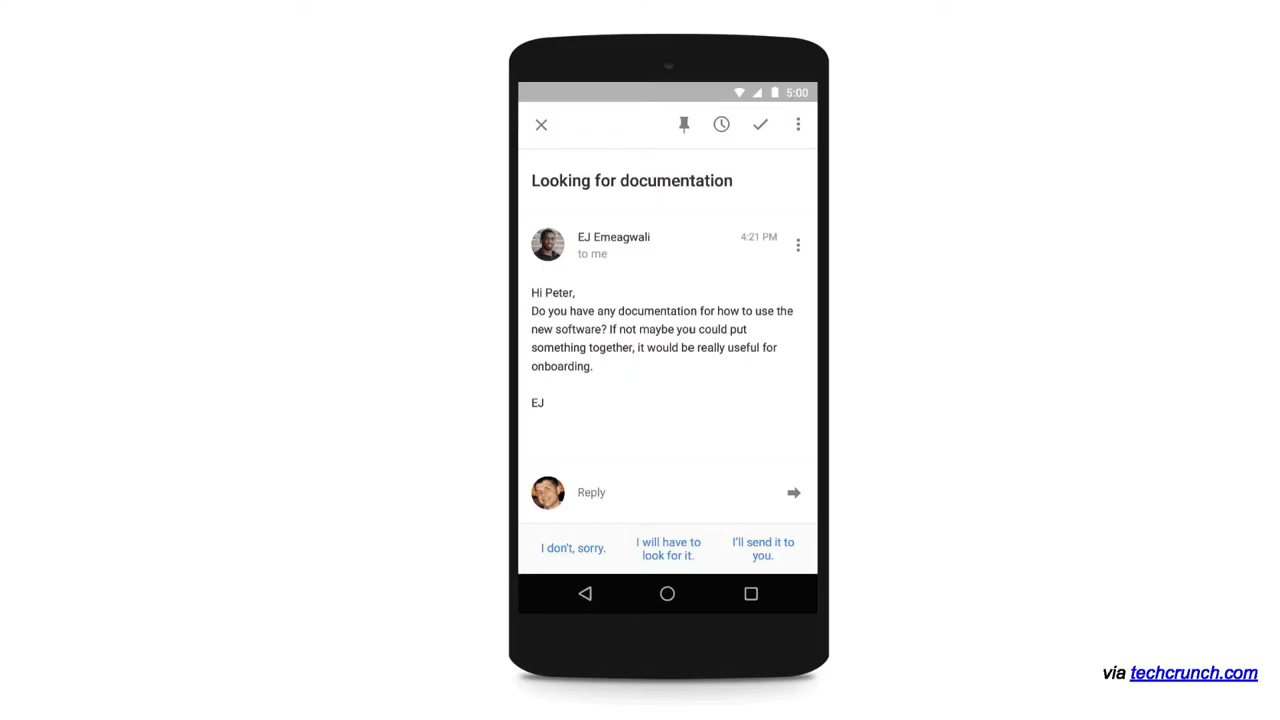 5:00
Looking for documentation
EJ Emeagwali
4:21 PM
to me
Hi Peter,
Do you have any documentation for how to use the
new software? If not maybe you could put
something together, it would be really useful for
onboarding.
EJ
Reply
I don't, sorry.
I will have to
look for it.
I'll send it to
you.
via techcrunch.com